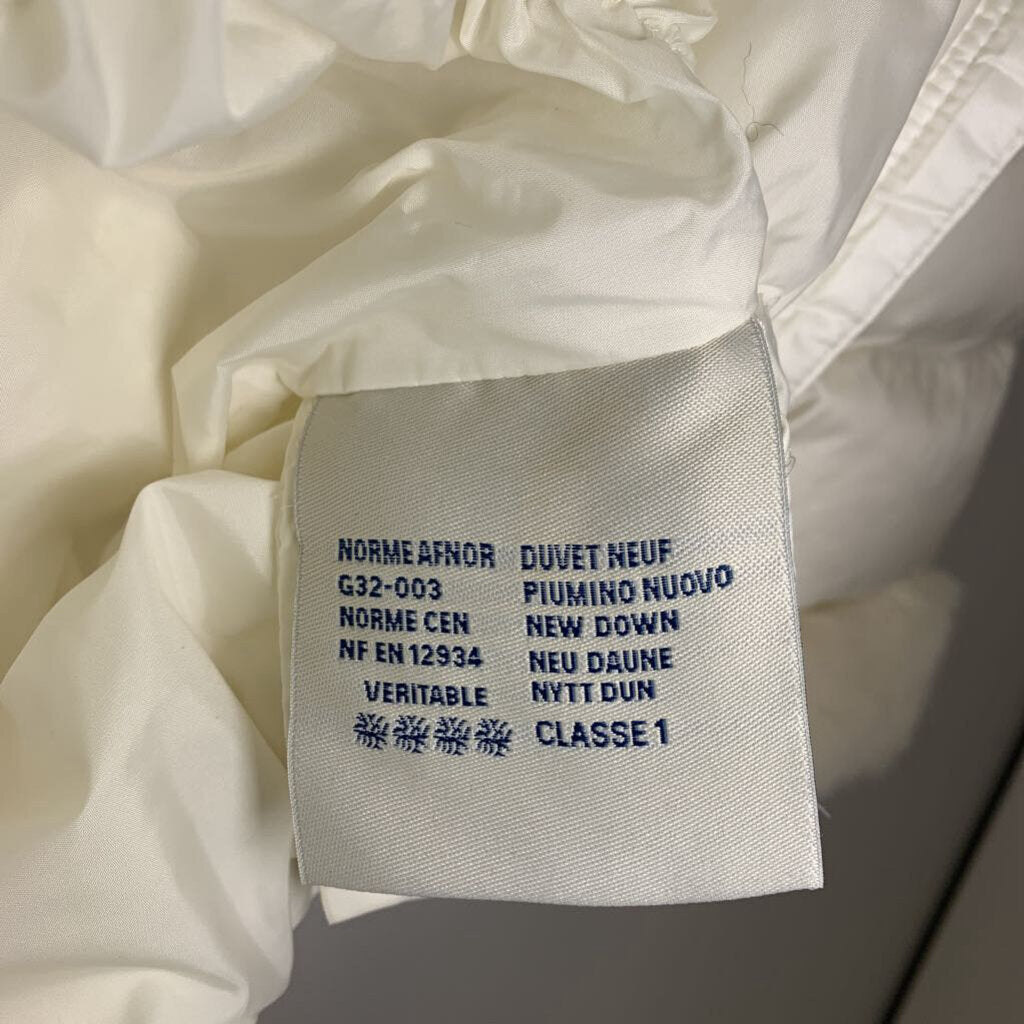 NORME AFNOR
G32-003
NORME CEN
NF EN 12934
VERITABLE
DUVET NEUF
PIUMINO NUOVO
NEW DOWN
NEU DAUNE
NYTT DUN
CLASSE 1